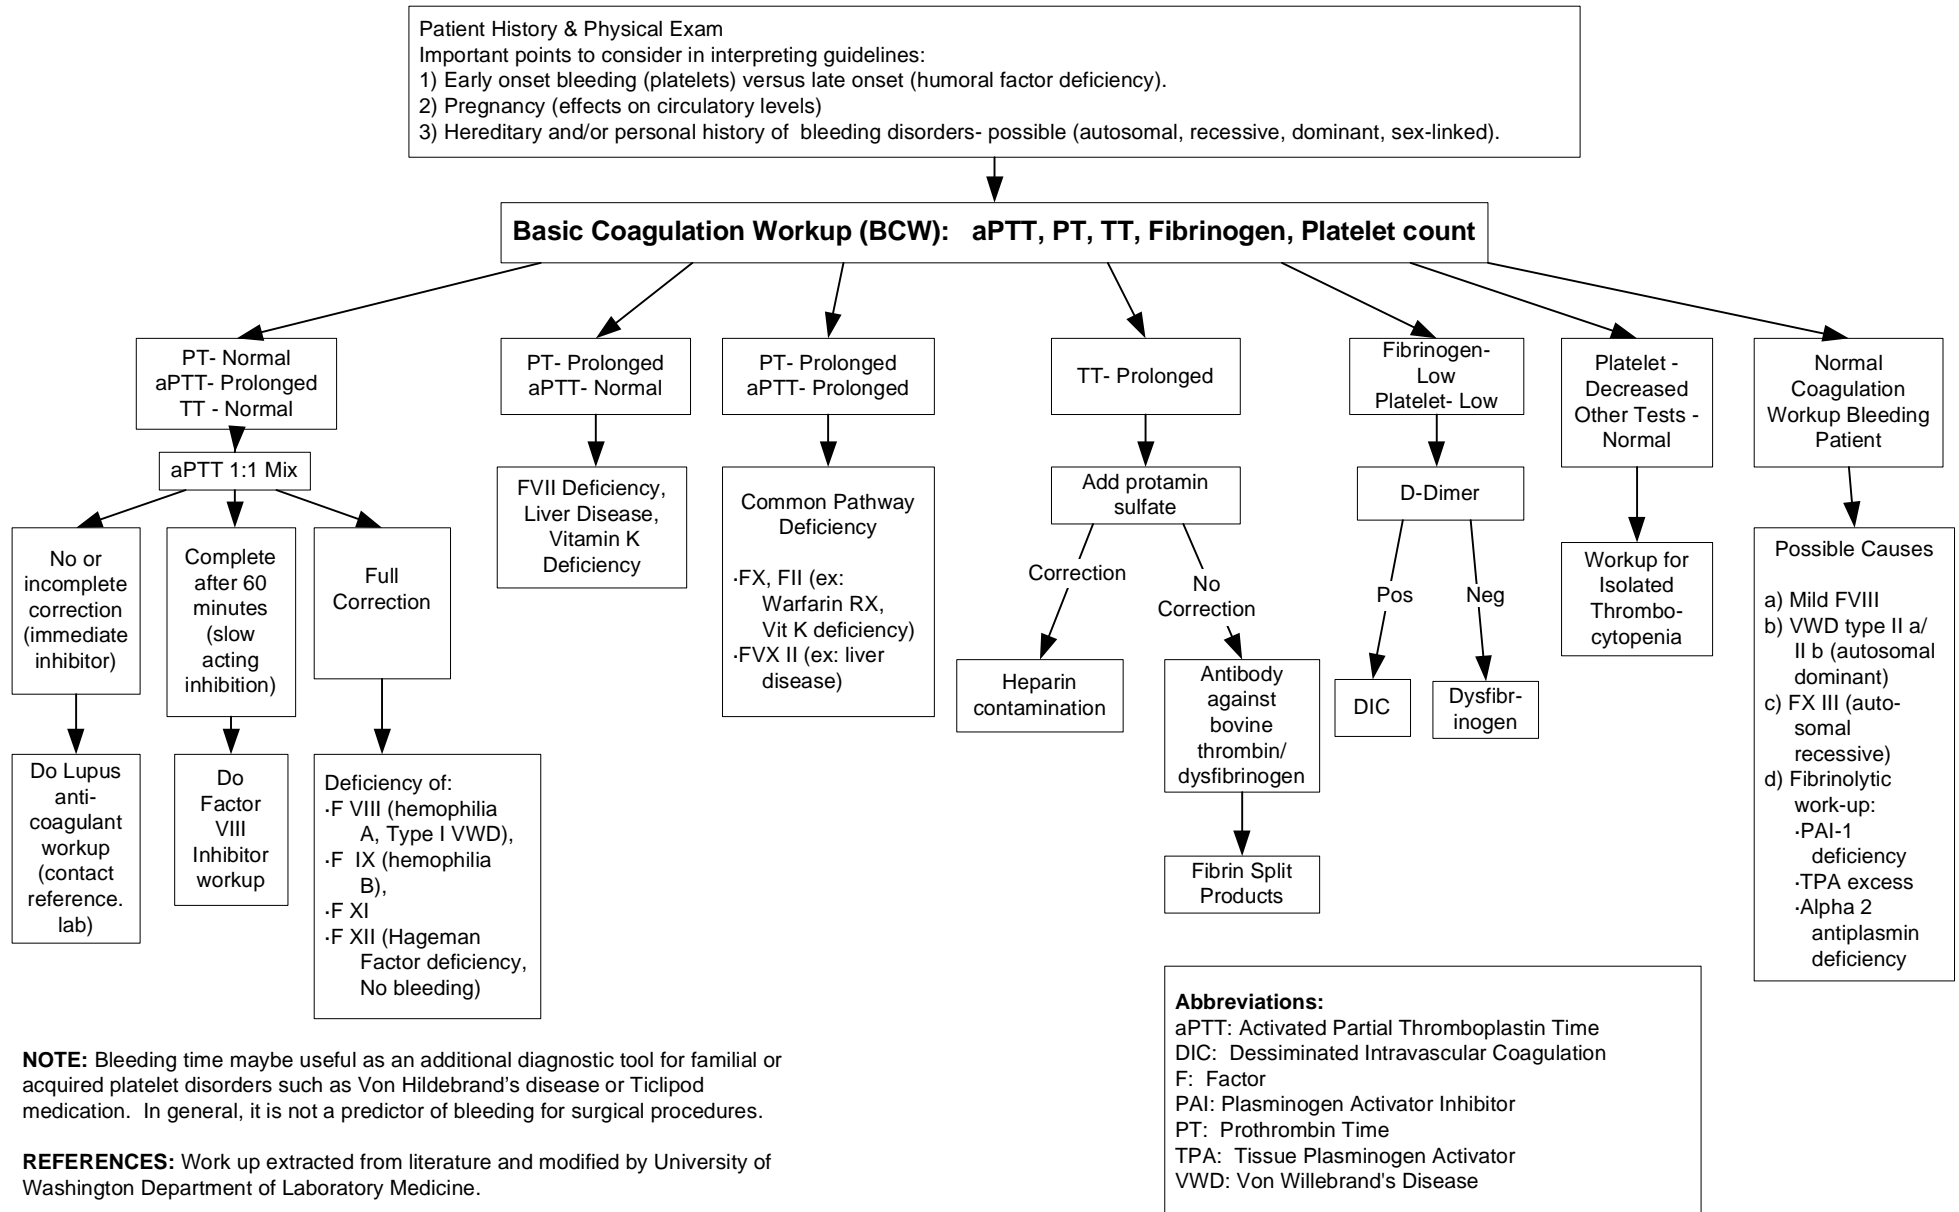 Patient History & Physical Exam
Important points to consider in interpreting guidelines:
1) Early onset bleeding (platelets) versus late onset (humoral factor deficiency).
2) Pregnancy (effects on circulatory levels)
3) Hereditary and/or personal history of  bleeding disorders- possible (autosomal, recessive, dominant, sex-linked).
Basic Coagulation Workup (BCW):   aPTT, PT, TT, Fibrinogen, Platelet count
PT- Normal
aPTT- Prolonged
TT - Normal
aPTT 1:1 Mix
No or
incomplete
correction
(immediate
inhibitor)
Do Lupus
anti-
coagulant
workup
(contact
reference.
lab)
Complete
after 60
minutes
(slow
acting
inhibition)
Do
Factor
VIII
Inhibitor
workup
Full
Correction
Deficiency of:
·F VIII (hemophilia
A, Type I VWD),
·F  IX (hemophilia
B),
·F XI
·F XII (Hageman
Factor deficiency,
No bleeding)
PT- Prolonged
aPTT- Normal
FVII Deficiency,
Liver Disease,
Vitamin K
Deficiency
PT- Prolonged
aPTT- Prolonged
Common Pathway
Deficiency
·FX, FII (ex:
Warfarin RX,
Vit K deficiency)
·FVX II (ex: liver
disease)
TT- Prolonged
Add protamin
sulfate
Correction
Heparin
contamination
No
Correction
Antibody
against
bovine
thrombin/
dysfibrinogen
Fibrin Split
Products
Fibrinogen-
Low
Platelet- Low
D-Dimer
Pos
DIC
Neg
Dysfibr-
inogen
Platelet -
Decreased
Other Tests -
Normal
Workup for
Isolated
Thrombo-
cytopenia
Normal
Coagulation
Workup Bleeding
Patient
Possible Causes
a) Mild FVIII
b) VWD type II a/
II b (autosomal
dominant)
c) FX III (auto-
somal
recessive)
d) Fibrinolytic
work-up:
·PAI-1
deficiency
·TPA excess
·Alpha 2
antiplasmin
deficiency
NOTE: Bleeding time maybe useful as an additional diagnostic tool for familial or
acquired platelet disorders such as Von Hildebrand's disease or Ticlipod
medication.  In general, it is not a predictor of bleeding for surgical procedures.
REFERENCES: Work up extracted from literature and modified by University of
Washington Department of Laboratory Medicine.
Abbreviations:
aPTT: Activated Partial Thromboplastin Time
DIC:  Dessiminated Intravascular Coagulation
F:  Factor
PAI: Plasminogen Activator Inhibitor
PT:  Prothrombin Time
TPA:  Tissue Plasminogen Activator
VWD: Von Willebrand's Disease